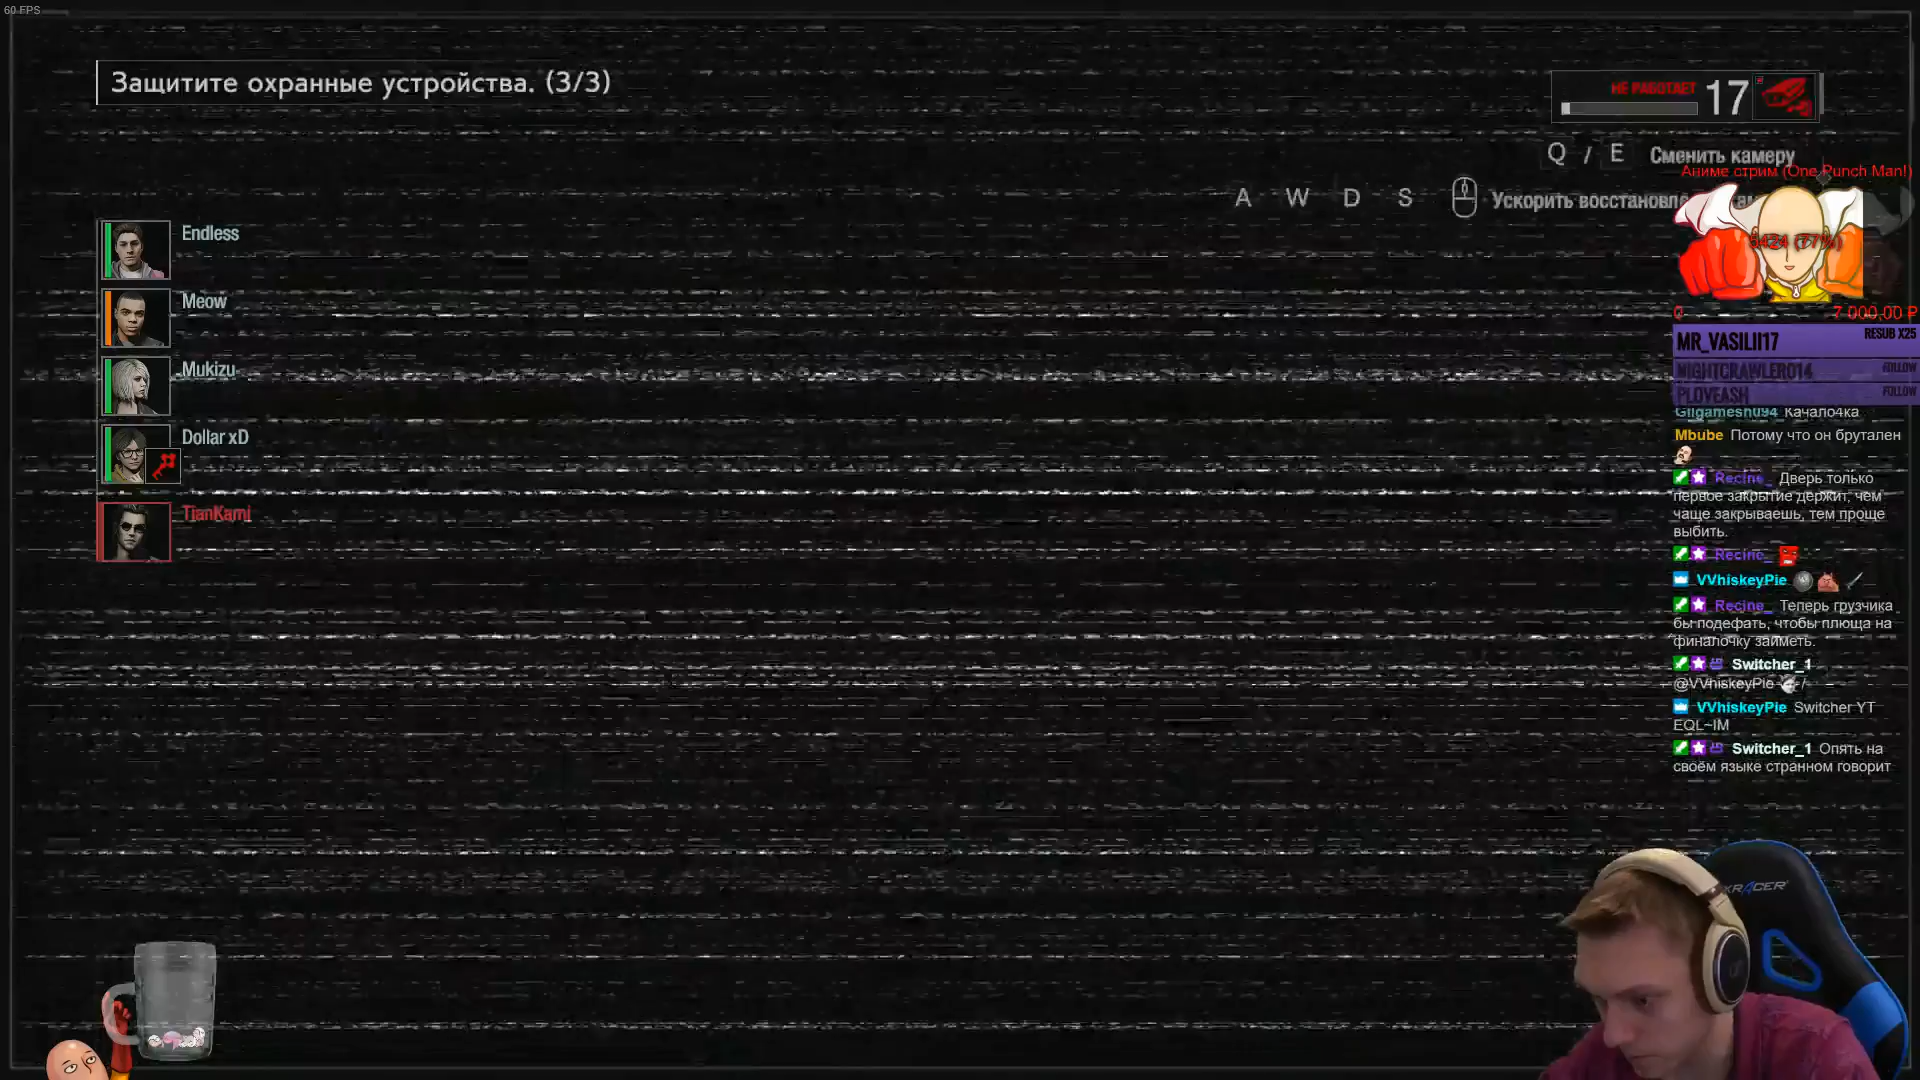 60 FPS
Защитите охранные устройства. (3/3)
НЕ РАБОТАЕТ
17
Q / E Сменить камеру
Аниме стрим (One Punch Man!)
A W D S Ускорить восстановле
5424 (77%)
0 7 000,00 ₽
Endless
Meow
Mukizu
Dollar xD
TianKami
MR_VASILII17 RESUB X25
NIGHTCRAWLER014 FOLLOW
PLOVEASH FOLLOW
Gilgamesh094 Качало4ка
Mbube Потому что он брутален
Recine_ Дверь только
первое закрытие держит, чем
чаще закрываешь, тем проще
выбить.
Recine_
VVhiskeyPie
Recine_ Теперь грузчика
бы подефать, чтобы плюща на
финалочку займеть.
Switcher_1
@VVhiskeyPie /
VVhiskeyPie Switcher YT
EQL~IM
Switcher_1 Опять на
своём языке странном говорит